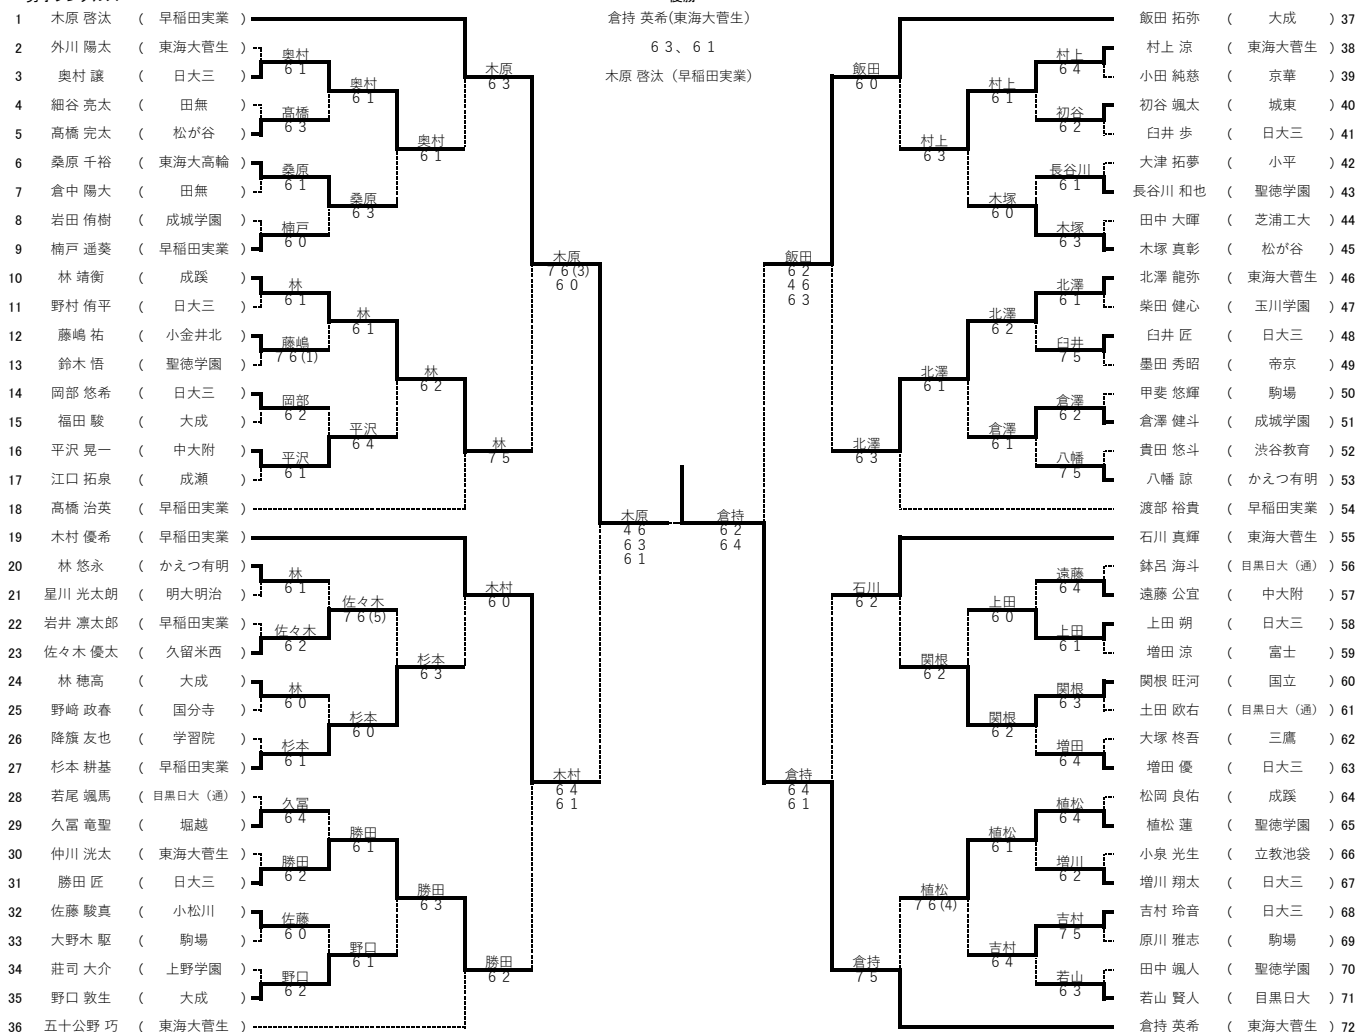 倉持 英希(東海大菅生)
6 3、6 1
木原 啓汰（早稲田実業）
1 木原 啓汰 ( 早稲田実業 )
2 外川 陽太 ( 東海大菅生 )
3 奥村 譲 ( 日大三 )
4 細谷 亮太 ( 田無 )
5 髙橋 完太 ( 松が谷 )
6 桑原 千裕 ( 東海大高輪 )
7 倉中 陽大 ( 田無 )
8 岩田 侑樹 ( 成城学園 )
9 楠戸 遥葵 ( 早稲田実業 )
10 林 靖衡 ( 成蹊 )
11 野村 侑平 ( 日大三 )
12 藤嶋 祐 ( 小金井北 )
13 鈴木 悟 ( 聖徳学園 )
14 岡部 悠希 ( 日大三 )
15 福田 駿 ( 大成 )
16 平沢 晃一 ( 中大附 )
17 江口 拓泉 ( 成瀬 )
18 髙橋 治英 ( 早稲田実業 )
19 木村 優希 ( 早稲田実業 )
20 林 悠永 ( かえつ有明 )
21 星川 光太朗 ( 明大明治 )
22 岩井 凛太郎 ( 早稲田実業 )
23 佐々木 優太 ( 久留米西 )
24 林 穂高 ( 大成 )
25 野﨑 政春 ( 国分寺 )
26 降籏 友也 ( 学習院 )
27 杉本 耕基 ( 早稲田実業 )
28 若尾 颯馬 ( 目黒日大（通） )
29 久冨 竜聖 ( 堀越 )
30 仲川 洸太 ( 東海大菅生 )
31 勝田 匠 ( 日大三 )
32 佐藤 駿真 ( 小松川 )
33 大野木 駆 ( 駒場 )
34 莊司 大介 ( 上野学園 )
35 野口 敦生 ( 大成 )
36 五十公野 巧 ( 東海大菅生 )
奥村
6 1
髙橋
6 3
桑原
6 1
楠戸
6 0
林
6 1
藤嶋
7 6(1)
岡部
6 2
平沢
6 1
林
6 1
佐々木
6 2
林
6 0
杉本
6 1
久冨
6 4
勝田
6 2
佐藤
6 0
野口
6 2
奥村
6 1
桑原
6 3
林
6 1
平沢
6 4
佐々木
7 6(5)
杉本
6 0
勝田
6 1
野口
6 1
奥村
6 1
林
6 2
杉本
6 3
勝田
6 3
木原
6 3
林
7 5
木村
6 0
勝田
6 2
木原
7 6(3)
6 0
木村
6 4
6 1
木原
4 6
6 3
6 1
倉持
6 2
6 4
飯田
6 2
4 6
6 3
倉持
6 4
6 1
飯田
6 0
北澤
6 3
石川
6 2
倉持
7 5
村上
6 3
北澤
6 1
関根
6 2
植松
7 6(4)
村上
6 1
木塚
6 0
北澤
6 2
倉澤
6 1
上田
6 0
関根
6 2
植松
6 1
吉村
6 4
村上
6 4
初谷
6 2
長谷川
6 1
木塚
6 3
北澤
6 1
臼井
7 5
倉澤
6 2
八幡
7 5
遠藤
6 4
上田
6 1
関根
6 3
増田
6 4
植松
6 4
増川
6 2
吉村
7 5
若山
6 3
飯田 拓弥 ( 大成 ) 37
村上 涼 ( 東海大菅生 ) 38
小田 純慈 ( 京華 ) 39
初谷 颯太 ( 城東 ) 40
臼井 歩 ( 日大三 ) 41
大津 拓夢 ( 小平 ) 42
長谷川 和也 ( 聖徳学園 ) 43
田中 大暉 ( 芝浦工大 ) 44
木塚 真彰 ( 松が谷 ) 45
北澤 龍弥 ( 東海大菅生 ) 46
柴田 健心 ( 玉川学園 ) 47
臼井 匠 ( 日大三 ) 48
墨田 秀昭 ( 帝京 ) 49
甲斐 悠輝 ( 駒場 ) 50
倉澤 健斗 ( 成城学園 ) 51
貴田 悠斗 ( 渋谷教育 ) 52
八幡 諒 ( かえつ有明 ) 53
渡部 裕貴 ( 早稲田実業 ) 54
石川 真輝 ( 東海大菅生 ) 55
鉢呂 海斗 ( 目黒日大（通） ) 56
遠藤 公宜 ( 中大附 ) 57
上田 朔 ( 日大三 ) 58
増田 涼 ( 富士 ) 59
関根 旺河 ( 国立 ) 60
土田 欧右 ( 目黒日大（通） ) 61
大塚 柊吾 ( 三鷹 ) 62
増田 優 ( 日大三 ) 63
松岡 良佑 ( 成蹊 ) 64
植松 蓮 ( 聖徳学園 ) 65
小泉 光生 ( 立教池袋 ) 66
増川 翔太 ( 日大三 ) 67
吉村 玲音 ( 日大三 ) 68
原川 雅志 ( 駒場 ) 69
田中 颯人 ( 聖徳学園 ) 70
若山 賢人 ( 目黒日大 ) 71
倉持 英希 ( 東海大菅生 ) 72